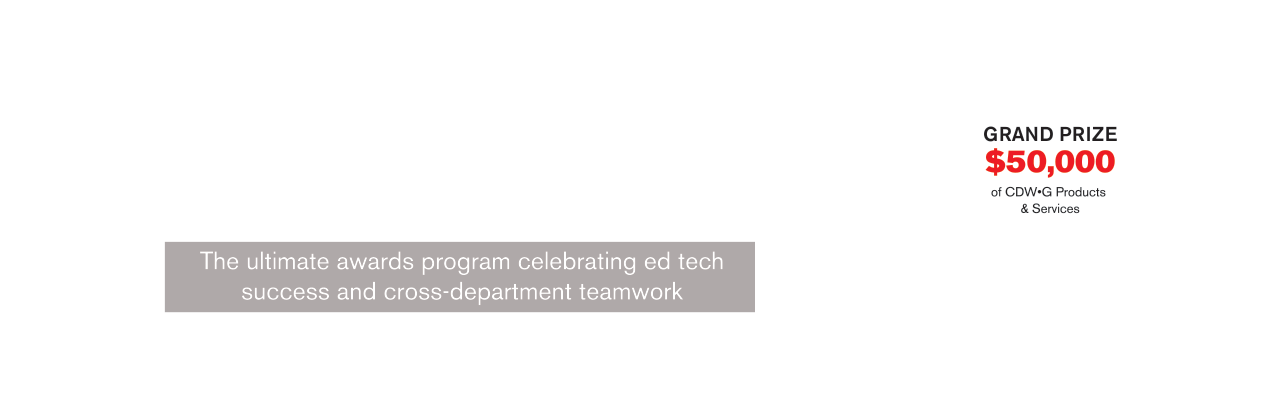 GRAND PRIZE
$50,000
of CDW•G Products
& Services
The ultimate awards program celebrating ed tech
success and cross-department teamwork